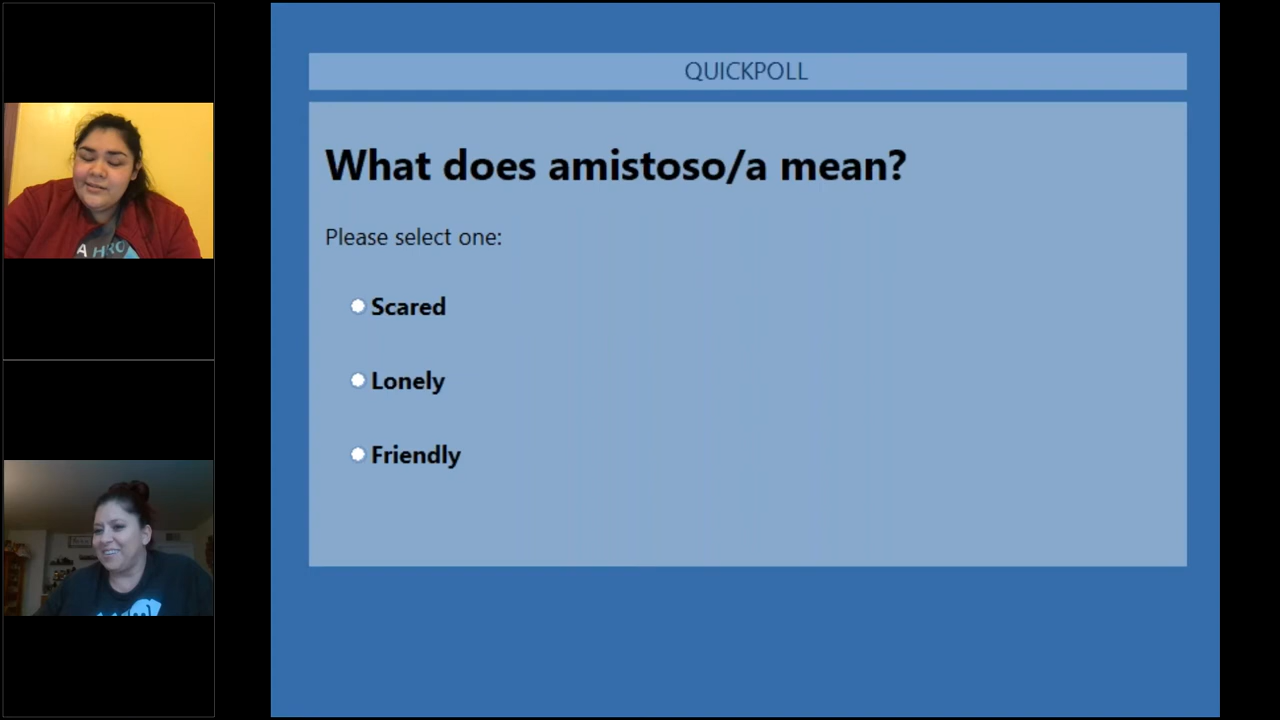 QUICKPOLL
What does amistoso/a mean?
Please select one:
Scared
Lonely
Friendly